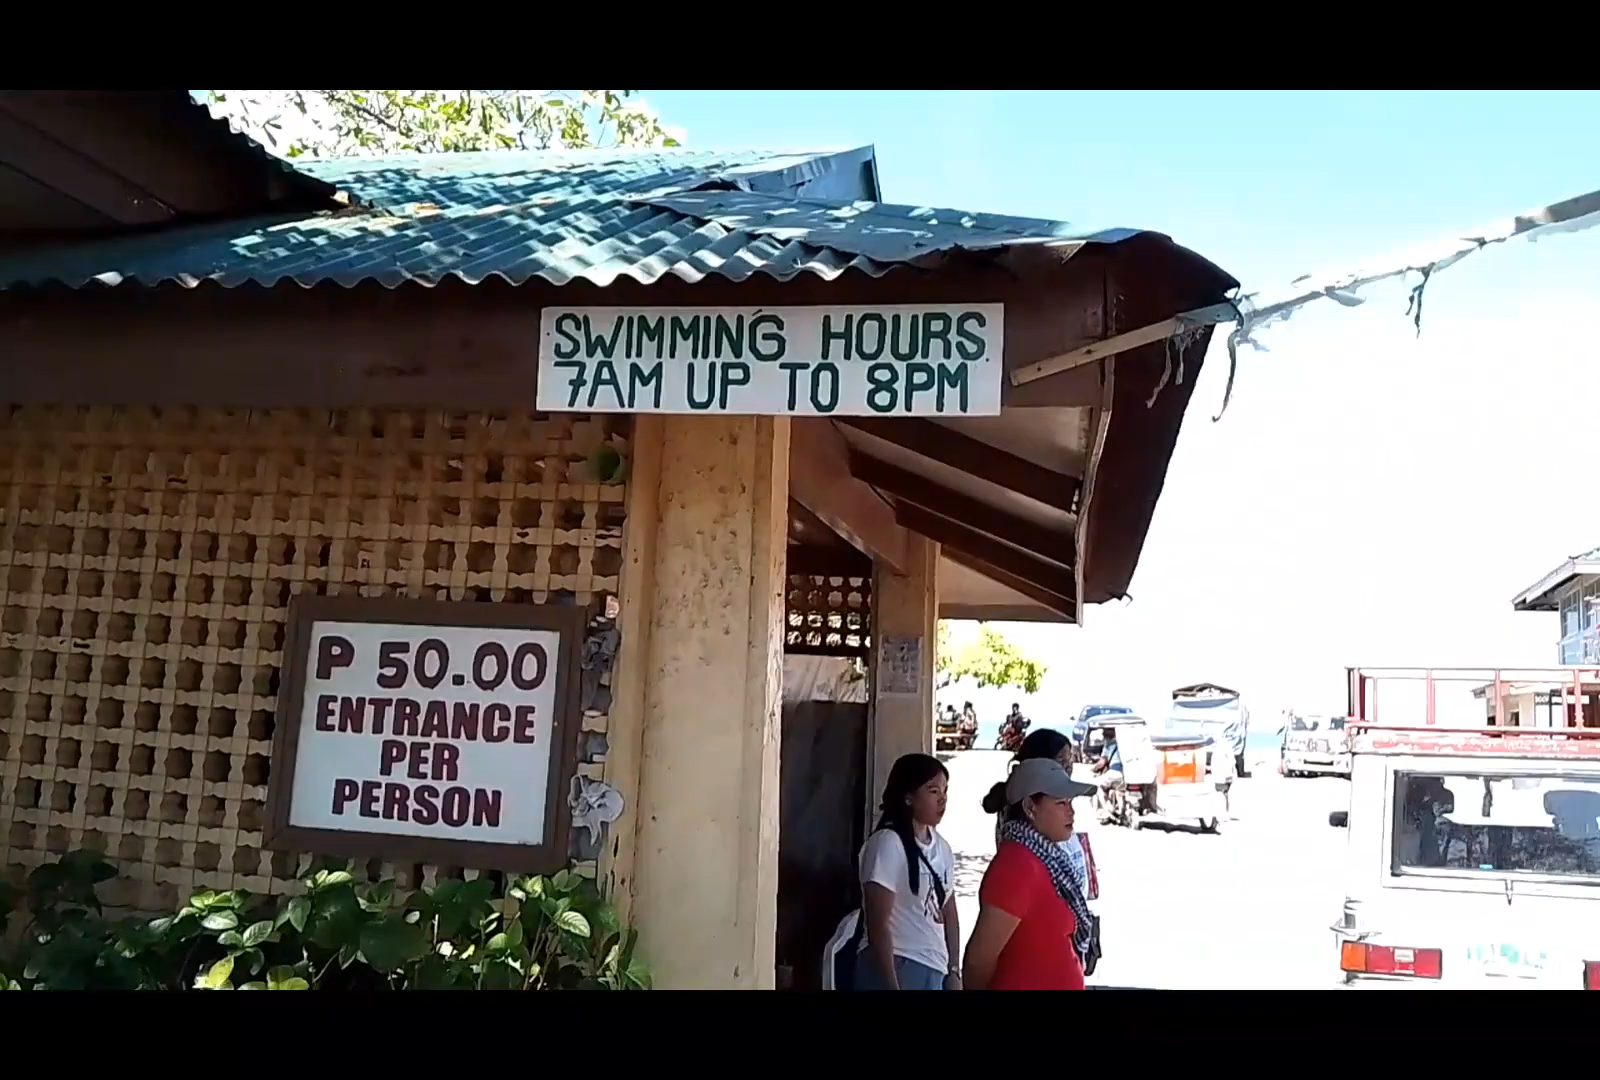 SWIMMING HOURS
7AM UP TO 8PM
P 50.00
ENTRANCE
PER
PERSON